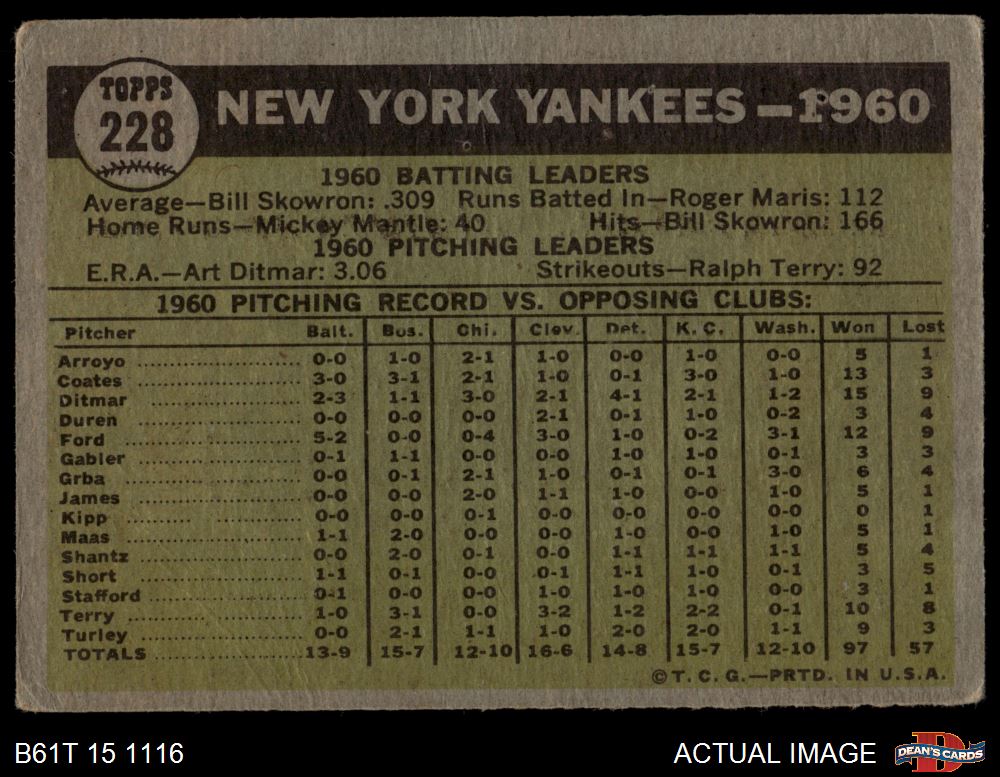 TOPPS
228
NEW YORK YANKEES — 1960
1960 BATTING LEADERS
Average—Bill Skowron: .309 Runs Batted In—Roger Maris: 112
Home Runs—Mickey Mantle: 40 Hits—Bill Skowron: 166
1960 PITCHING LEADERS
E.R.A.—Art Ditmar: 3.06 Strikeouts—Ralph Terry: 92
1960 PITCHING RECORD VS. OPPOSING CLUBS:
Pitcher Balt. Bos. Chi. Clev. Det. K. C. Wash. Won Lost
Arroyo 0-0 1-0 2-1 1-0 0-0 1-0 0-0 5 1
Coates 3-0 3-1 2-1 1-0 0-1 3-0 1-0 13 3
Ditmar 2-3 1-1 3-0 2-1 4-1 2-1 1-2 15 9
Duren 0-0 0-0 0-0 2-1 0-1 1-0 0-2 3 4
Ford 5-2 0-0 0-4 3-0 1-0 0-2 3-1 12 9
Gabler 0-1 1-1 0-0 0-0 1-0 1-0 0-1 3 3
Grba 0-0 0-1 2-1 1-0 0-1 0-1 3-0 6 4
James 0-0 0-0 2-0 1-1 1-0 0-0 1-0 5 1
Kipp 0-0 0-0 0-1 0-0 0-0 0-0 0-0 0 1
Maas 1-1 2-0 0-0 0-0 1-0 0-0 1-0 5 1
Shantz 0-0 2-0 0-1 0-0 1-1 1-1 1-1 5 4
Short 1-1 0-1 0-0 0-1 1-1 1-0 0-1 3 5
Stafford 0-1 0-0 0-0 1-0 1-0 1-0 0-0 3 1
Terry 1-0 3-1 0-0 3-2 1-2 2-2 0-1 10 8
Turley 0-0 2-1 1-1 1-0 2-0 2-0 1-1 9 3
TOTALS 13-9 15-7 12-10 16-6 14-8 15-7 12-10 97 57
© T. C. G.—PRTD. IN U.S.A.
B61T 15 1116 ACTUAL IMAGE DEAN'S CARDS